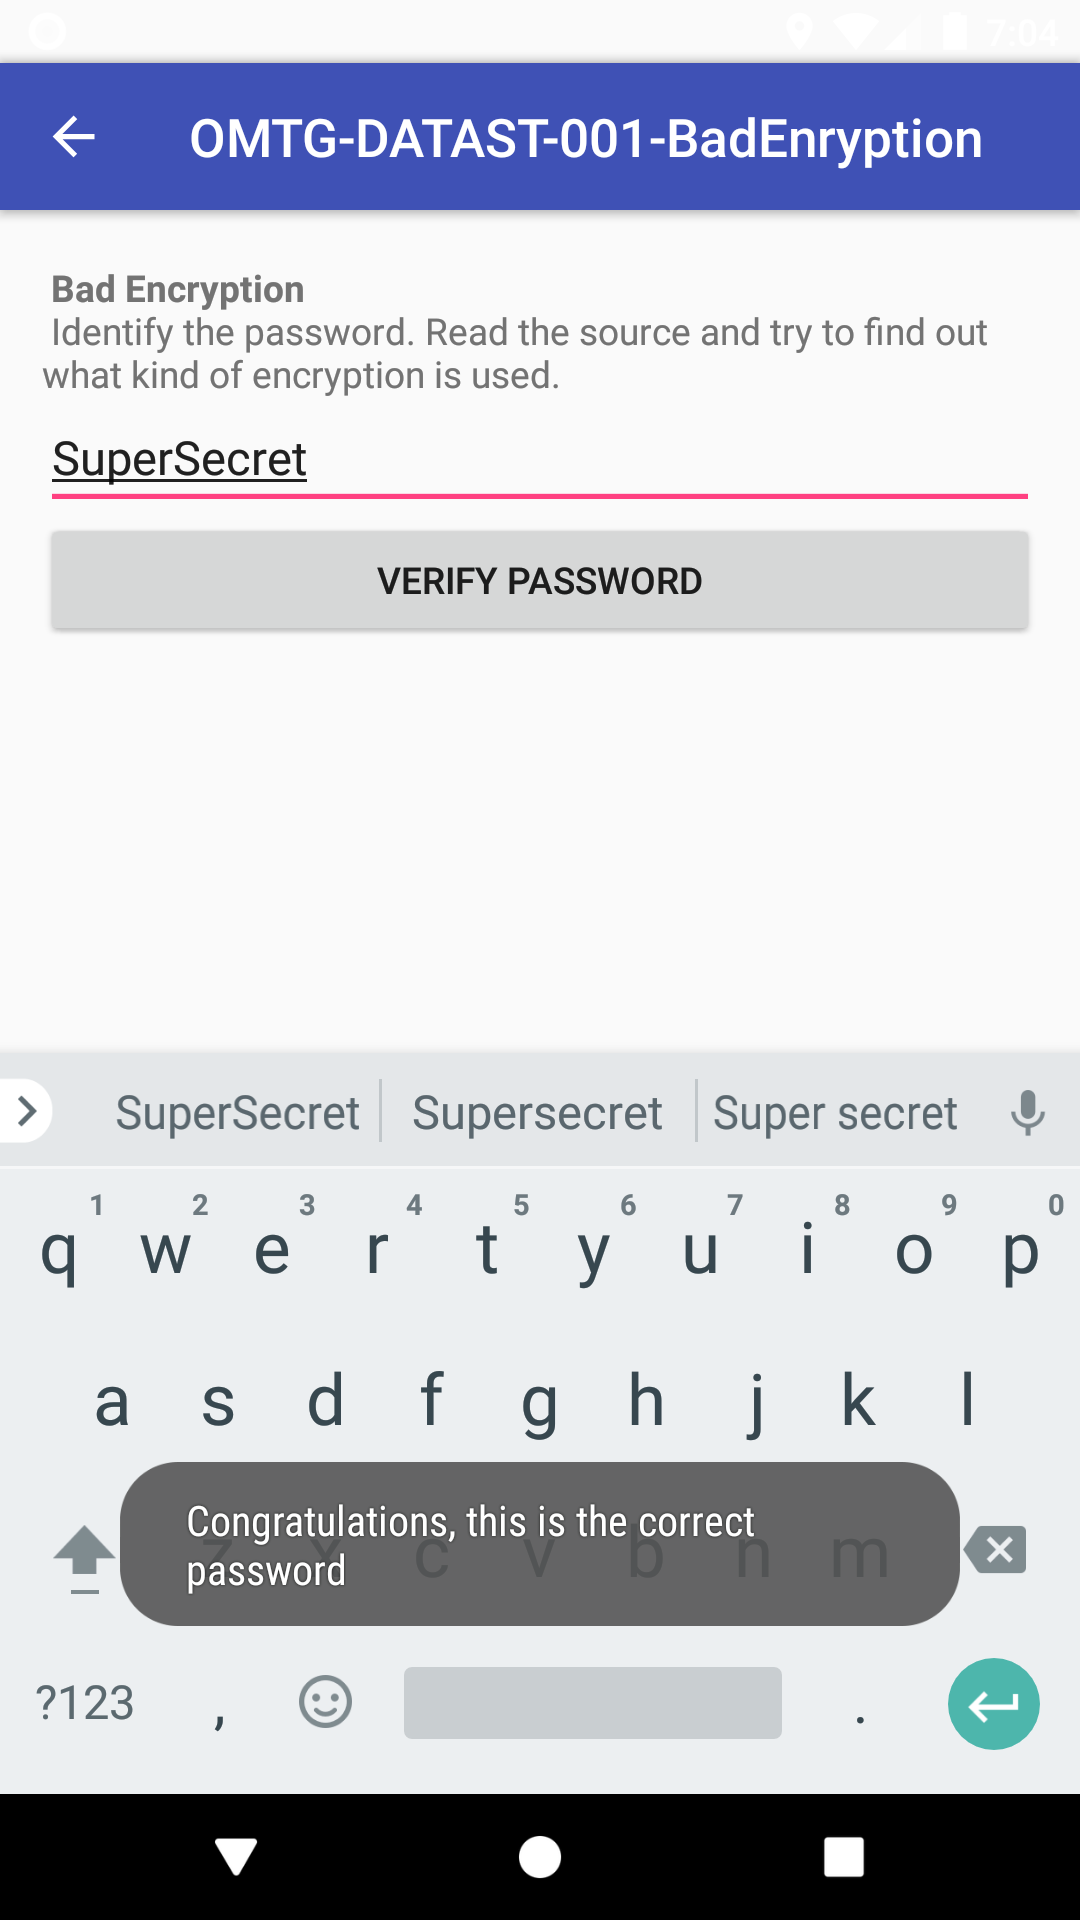 7:04
OMTG-DATAST-001-BadEnryption
Bad Encryption
Identify the password. Read the source and try to find out
what kind of encryption is used.
SuperSecret
VERIFY PASSWORD
SuperSecret Supersecret Super secret
1 2 3 4 5 6 7 8 9 0
q w e r t y u i o p
a s d f g h j k l
Congratulations, this is the correct
password
z x c v b n m
?123 , .